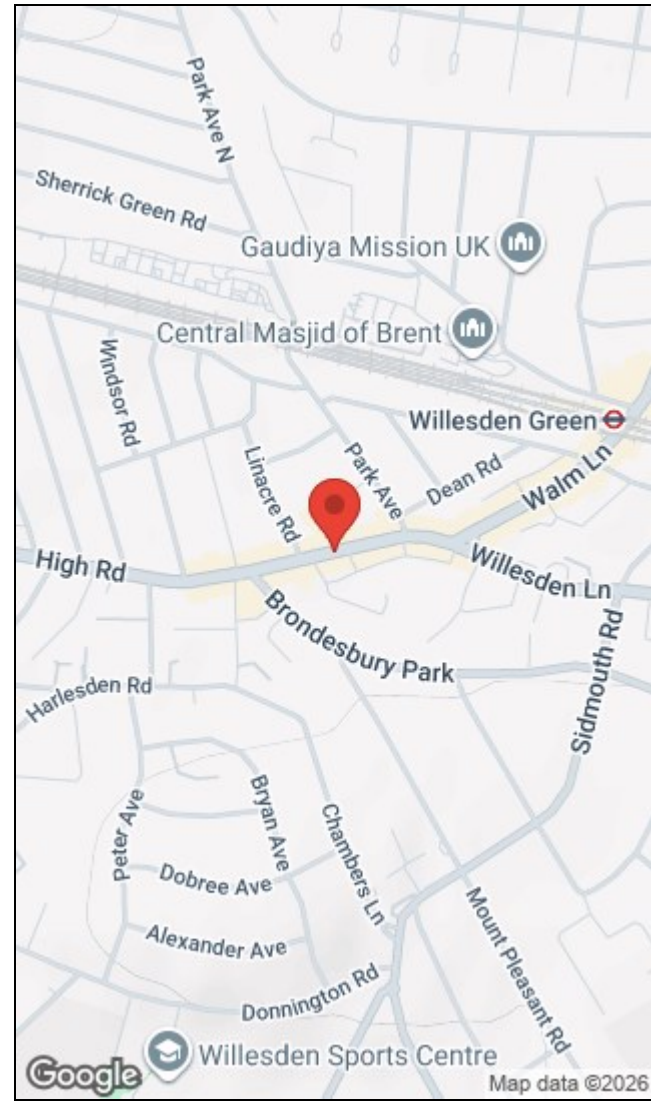 Park Ave N
Sherrick Green Rd
Gaudiya Mission UK
Central Masjid of Brent
Windsor Rd
Willesden Green
Linacre Rd
Park Ave
Dean Rd
Walm Ln
High Rd
Willesden Ln
Brondesbury Park
Sidmouth Rd
Harlesden Rd
Peter Ave
Bryan Ave
Chambers Ln
Dobree Ave
Alexander Ave
Mount Pleasant Rd
Donnington Rd
Willesden Sports Centre
Google
Map data ©2026